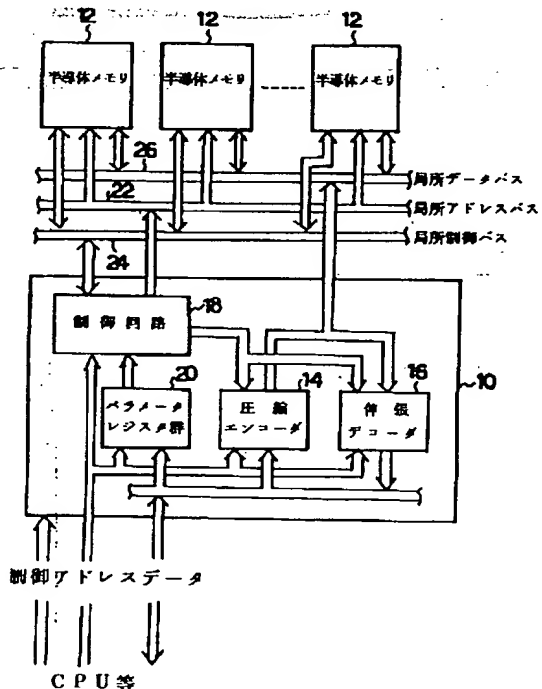 12 12 12
半導体メモリ 半導体メモリ 半導体メモリ
26
局所データバス
22
局所アドレスバス
局所制御バス
24
18
制御回路
20 14 16 10
パラメータ
レジスタ群
圧縮
エンコーダ
伸張
デコーダ
制御アドレスデータ
CPU等